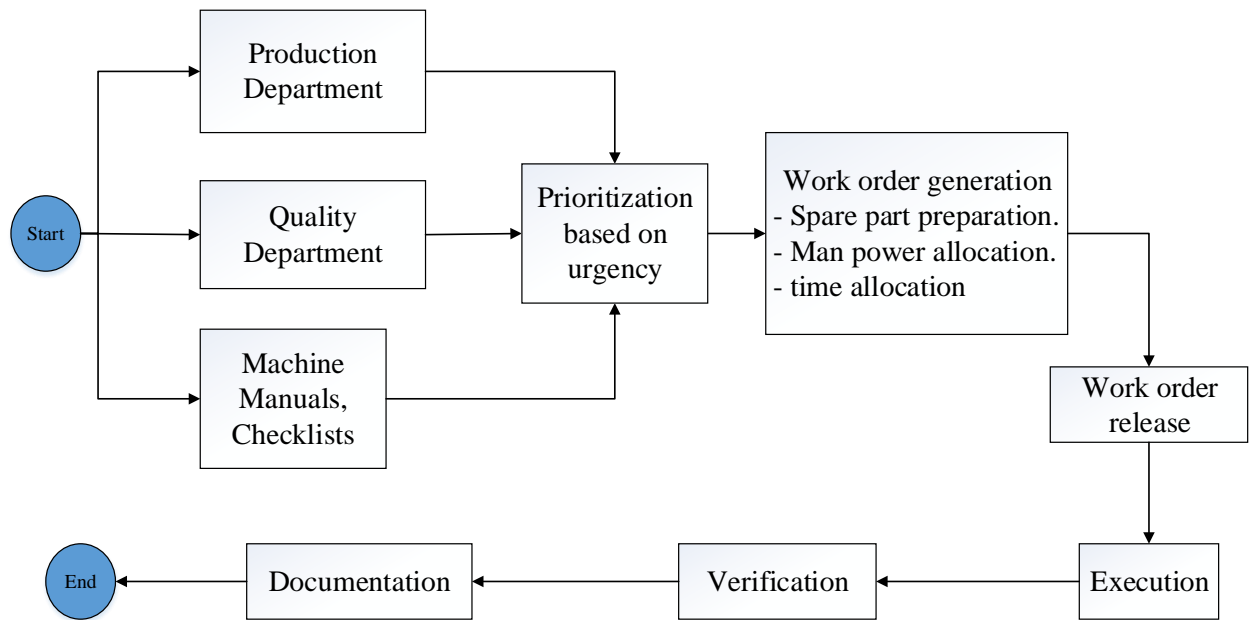 Start
Production
Department
Quality
Department
Machine
Manuals,
Checklists
Prioritization
based on
urgency
Work order generation
- Spare part preparation.
- Man power allocation.
- time allocation
Work order
release
Execution
Verification
Documentation
End